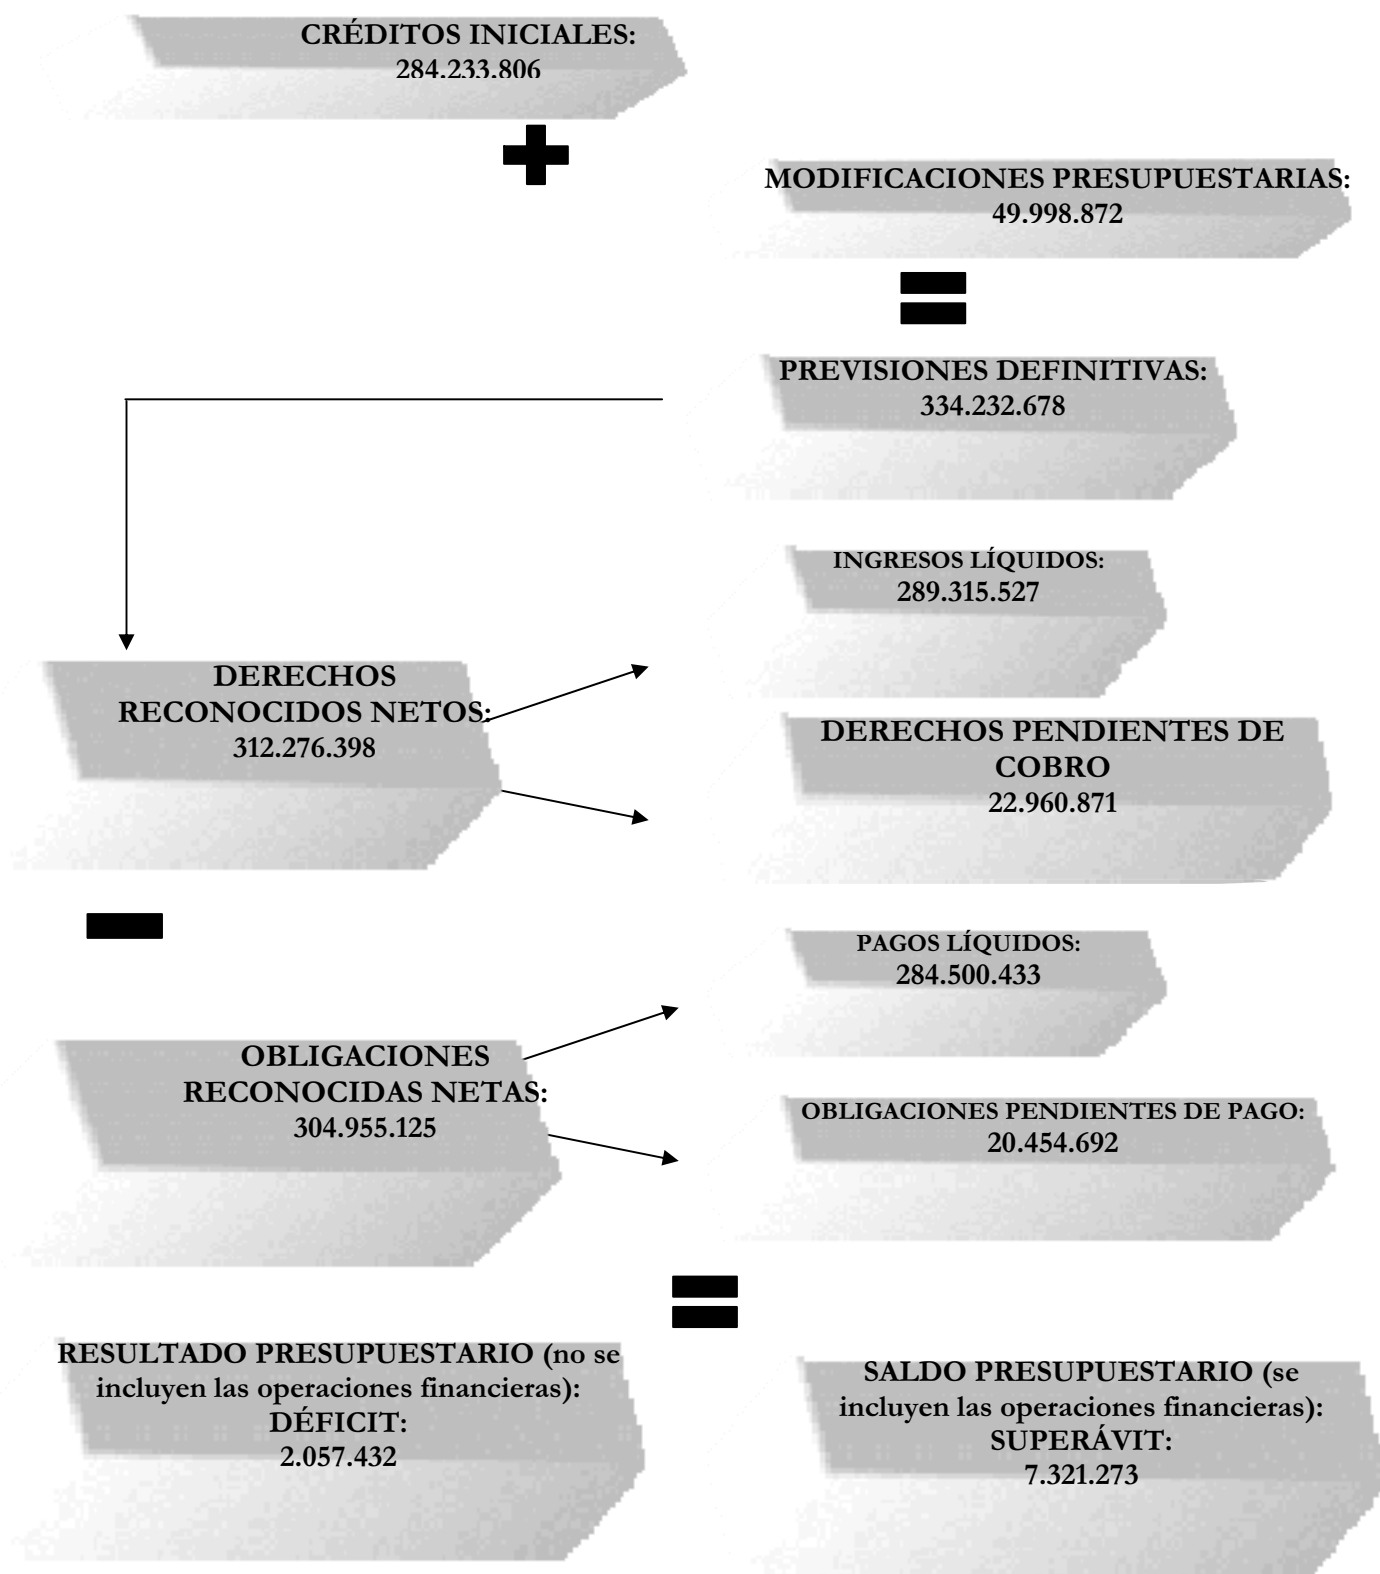 CRÉDITOS INICIALES:
284.233.806
MODIFICACIONES PRESUPUESTARIAS:
49.998.872
PREVISIONES DEFINITIVAS:
334.232.678
INGRESOS LÍQUIDOS:
289.315.527
DERECHOS
RECONOCIDOS NETOS:
312.276.398
DERECHOS PENDIENTES DE
COBRO
22.960.871
PAGOS LÍQUIDOS:
284.500.433
OBLIGACIONES
RECONOCIDAS NETAS:
304.955.125
OBLIGACIONES PENDIENTES DE PAGO:
20.454.692
RESULTADO PRESUPUESTARIO (no se
incluyen las operaciones financieras):
DÉFICIT:
2.057.432
SALDO PRESUPUESTARIO (se
incluyen las operaciones financieras):
SUPERÁVIT:
7.321.273